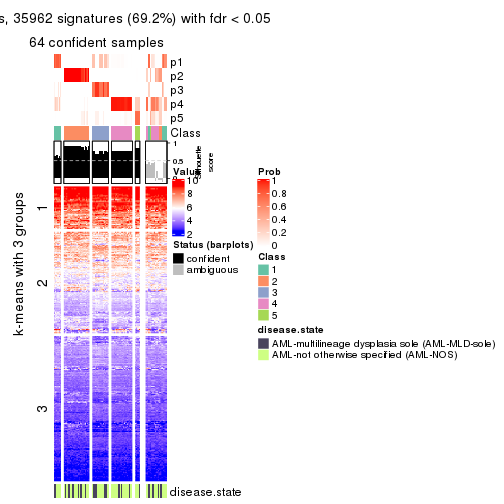 s, 35962 signatures (69.2%) with fdr < 0.05
64 confident samples
p1
p2
p3
p4
p5
Class
1
0.5
0
silhouette
score
k-means with 3 groups
1
2
3
Value
10
8
6
4
2
Status (barplots)
confident
ambiguous
Prob
1
0.8
0.6
0.4
0.2
0
Class
1
2
3
4
5
disease.state
AML-multilineage dysplasia sole (AML-MLD-sole)
AML-not otherwise specified (AML-NOS)
disease.state